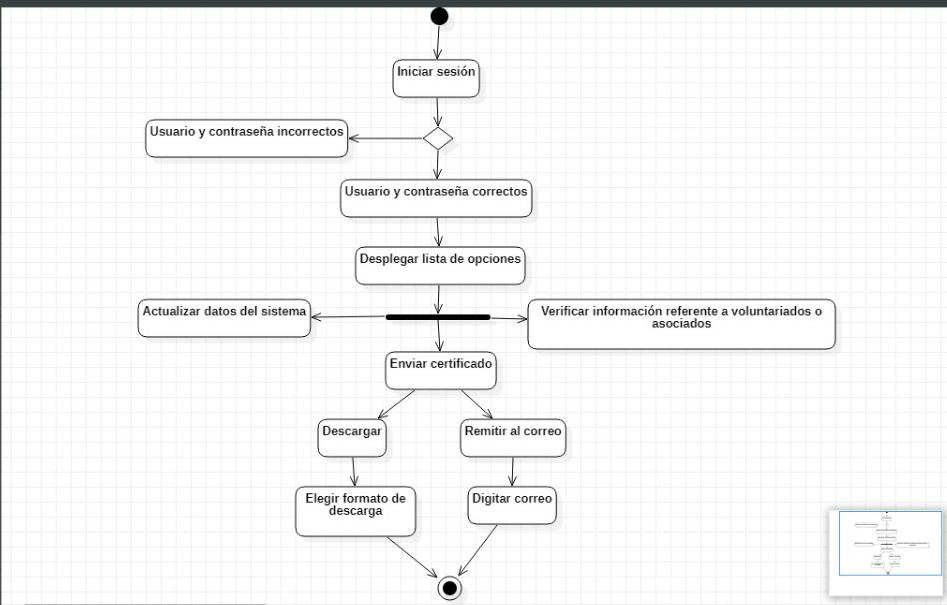 Iniciar sesión
Usuario y contraseña incorrectos
Usuario y contraseña correctos
Desplegar lista de opciones
Actualizar datos del sistema
Verificar información referente a voluntariados o
asociados
Enviar certificado
Descargar
Remitir al correo
Elegir formato de
descarga
Digitar correo